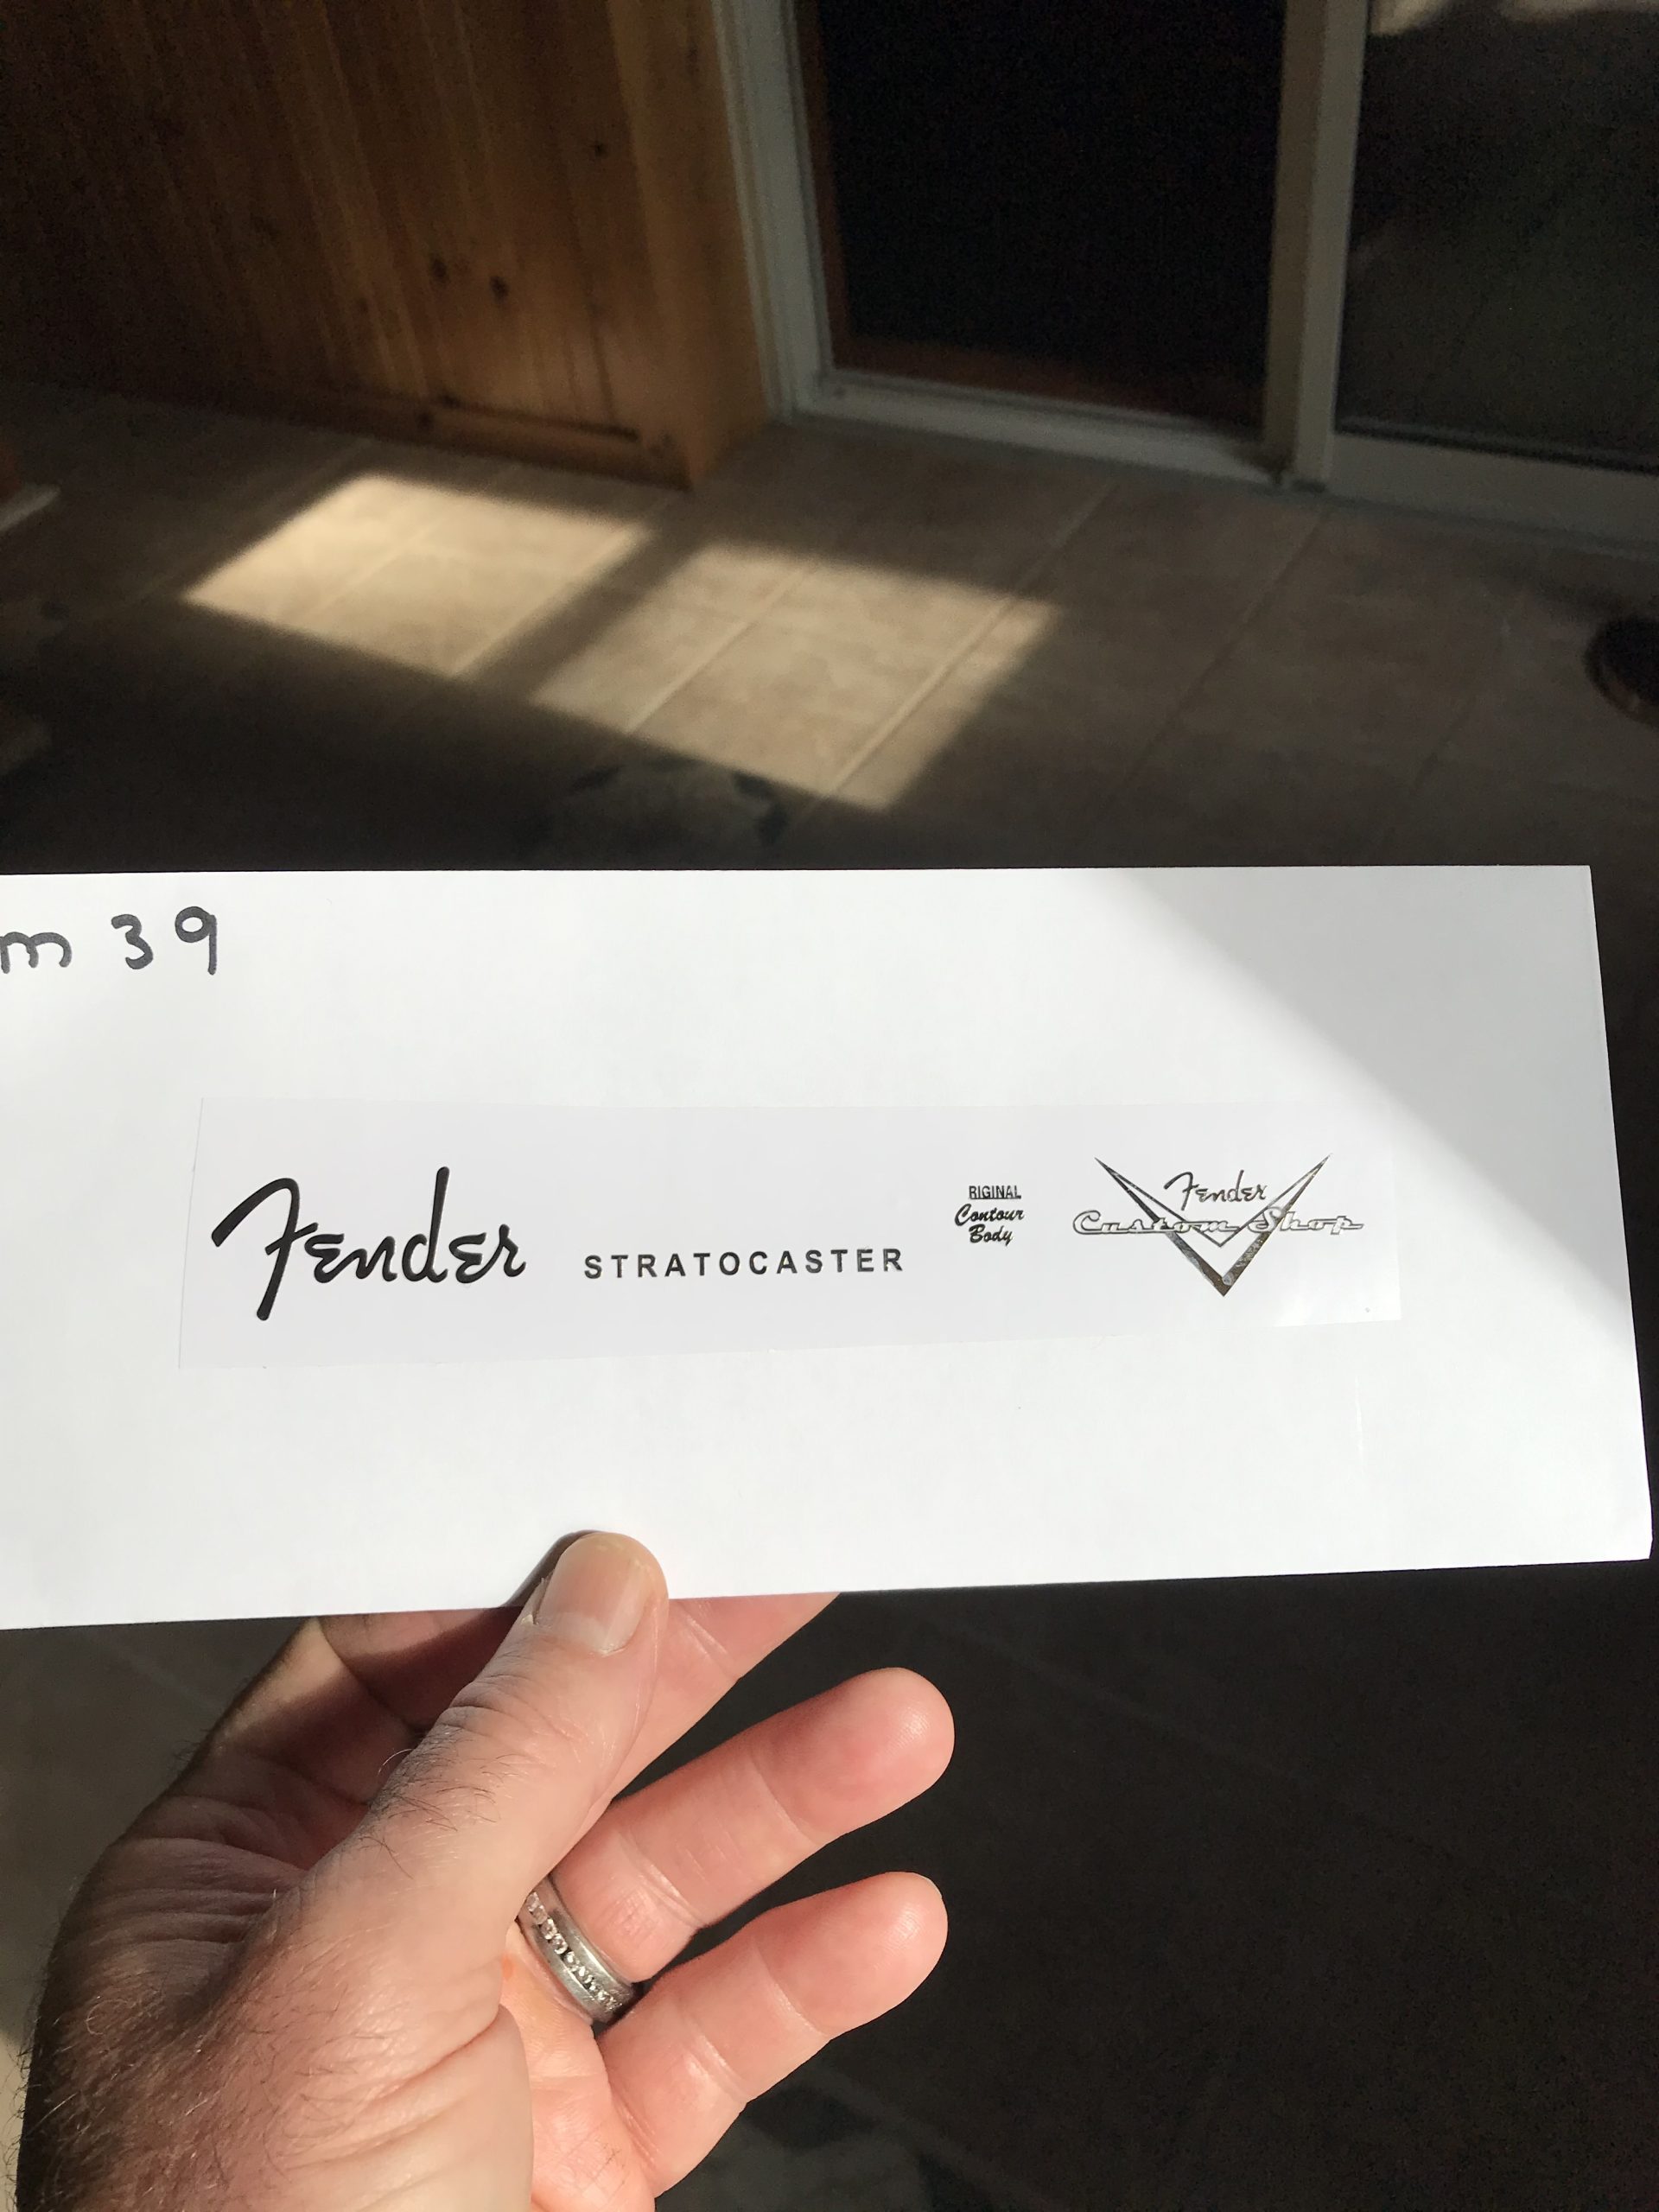 m 39
Fender STRATOCASTER
RIGINAL
Contour
Body
Fender
Custom Shop